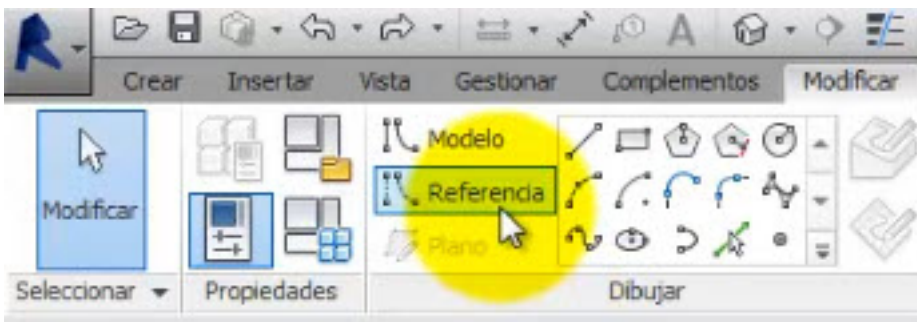 Crear Insertar Vista Gestionar Complementos Modificar
Modelo
Referencia
Modificar
Plano
Seleccionar Propiedades Dibujar